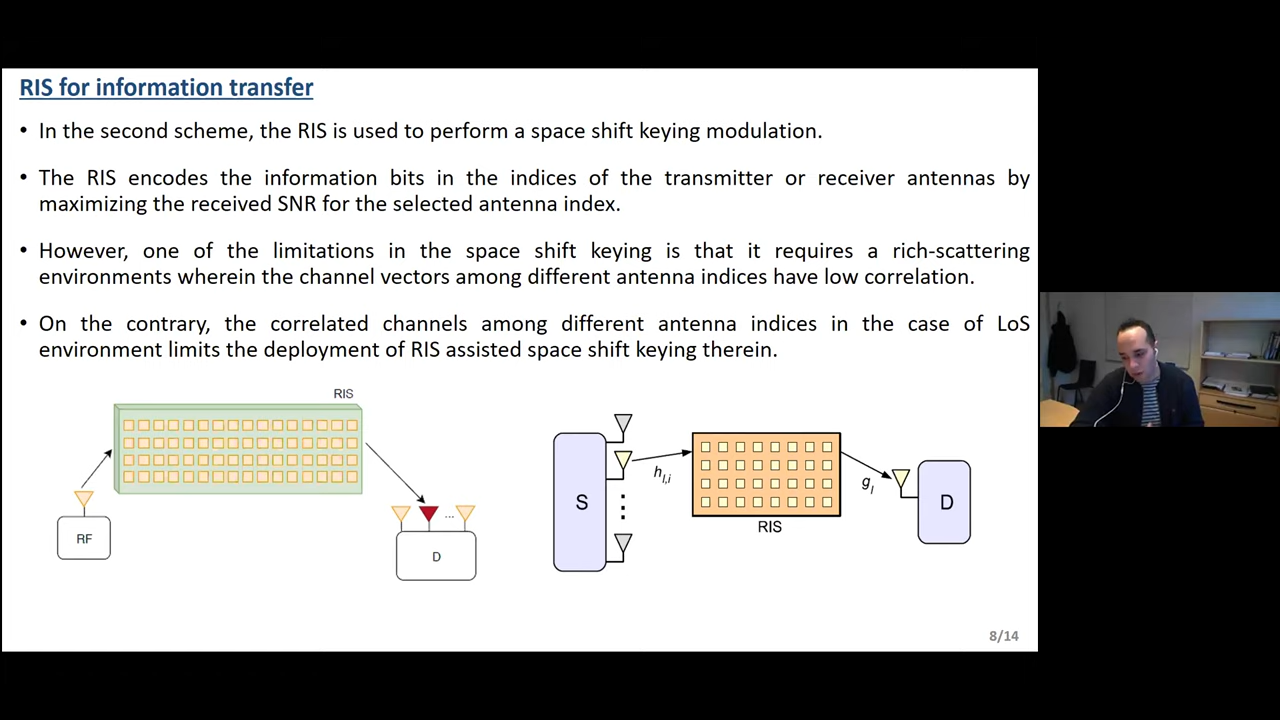 RIS for information transfer
• In the second scheme, the RIS is used to perform a space shift keying modulation.
• The RIS encodes the information bits in the indices of the transmitter or receiver antennas by
maximizing the received SNR for the selected antenna index.
• However, one of the limitations in the space shift keying is that it requires a rich-scattering
environments wherein the channel vectors among different antenna indices have low correlation.
• On the contrary, the correlated channels among different antenna indices in the case of LoS
environment limits the deployment of RIS assisted space shift keying therein.
RIS
RF
...
D
S
h_l,i
RIS
g_l
D
8/14